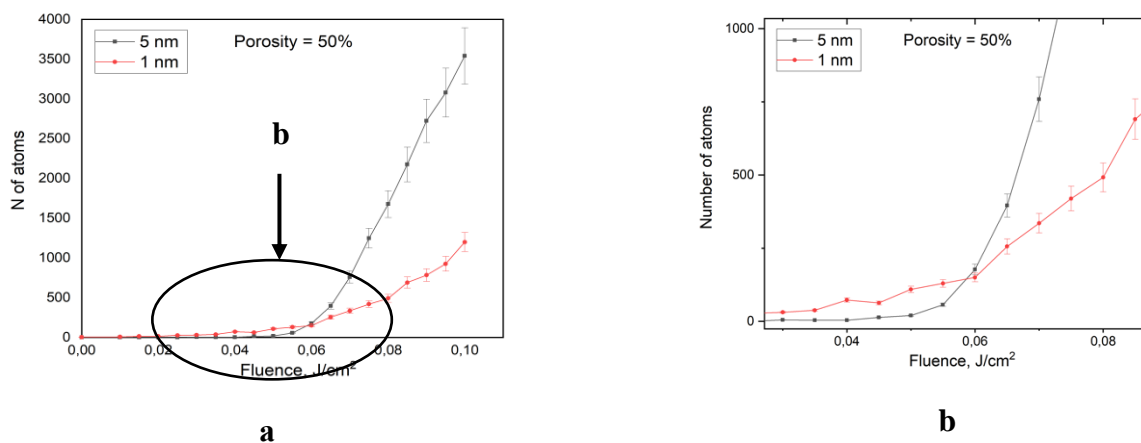 4000
3500
3000
2500
2000
1500
1000
500
0
N of atoms
5 nm
1 nm
Porosity = 50%
b
0,00 0,02 0,04 0,06 0,08 0,10
Fluence, J/cm²
a
1000
500
0
Number of atoms
5 nm
1 nm
Porosity = 50%
0,04 0,06 0,08
Fluence, J/cm²
b